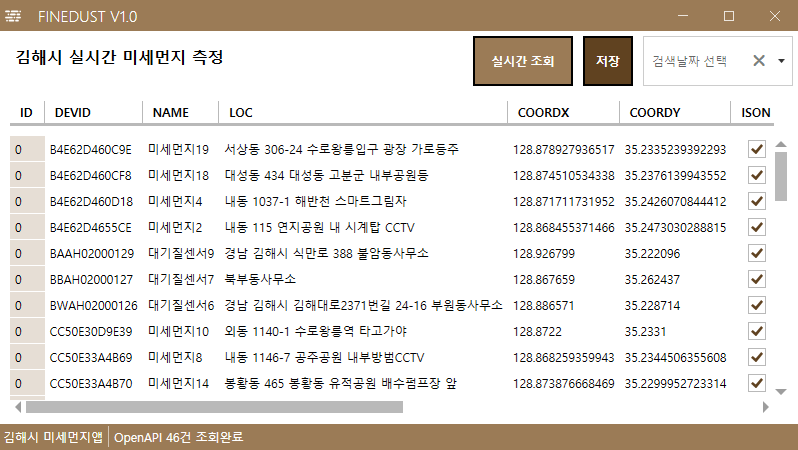 FINEDUST V1.0
김해시 실시간 미세먼지 측정
실시간 조회
저장
검색날짜 선택
ID DEVID NAME LOC COORDX COORDY ISON
0 B4E62D460C9E 미세먼지19 서상동 306-24 수로왕릉입구 광장 가로등주 128.878927936517 35.2335239392293
0 B4E62D460CF8 미세먼지18 대성동 434 대성동 고분군 내부공원등 128.874510534338 35.2376139943552
0 B4E62D460D18 미세먼지4 내동 1037-1 해반천 스마트그림자 128.871711731952 35.2426070844412
0 B4E62D4655CE 미세먼지2 내동 115 연지공원 내 시계탑 CCTV 128.868455371466 35.2473030288815
0 BAAH02000129 대기질센서9 경남 김해시 식만로 388 불암동사무소 128.926799 35.222096
0 BBAH02000127 대기질센서7 북부동사무소 128.867659 35.262437
0 BWAH02000126 대기질센서6 경남 김해시 김해대로2371번길 24-16 부원동사무소 128.886571 35.228714
0 CC50E30D9E39 미세먼지10 외동 1140-1 수로왕릉역 타고가야 128.8722 35.2331
0 CC50E33A4B69 미세먼지8 내동 1146-7 공주공원 내부방범CCTV 128.868259359943 35.2344506355608
0 CC50E33A4B70 미세먼지14 봉황동 465 봉황동 유적공원 배수펌프장 앞 128.873876668469 35.2299952723314
김해시 미세먼지앱 OpenAPI 46건 조회완료